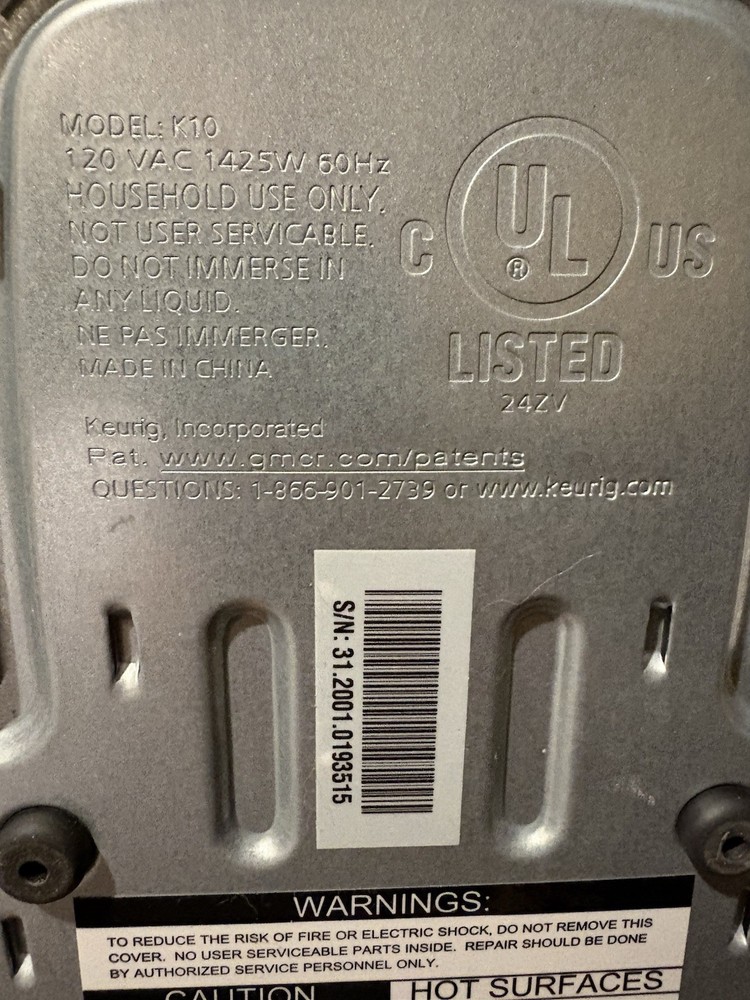 MODEL: K10
120 VAC 1425W 60Hz
HOUSEHOLD USE ONLY.
NOT USER SERVICABLE.
DO NOT IMMERSE IN
ANY LIQUID.
NE PAS IMMERGER.
MADE IN CHINA
C UL ® US
LISTED
24ZV
Keurig, Incorporated
Pat. www.gmcr.com/patents
QUESTIONS: 1-866-901-2739 or www.keurig.com
S/N: 31.2001.0193515
WARNINGS:
TO REDUCE THE RISK OF FIRE OR ELECTRIC SHOCK, DO NOT REMOVE THIS
COVER. NO USER SERVICEABLE PARTS INSIDE. REPAIR SHOULD BE DONE
BY AUTHORIZED SERVICE PERSONNEL ONLY.
CAUTION HOT SURFACES